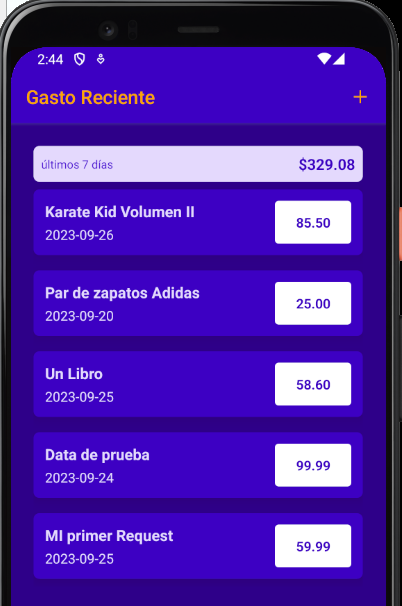 2:44
Gasto Reciente
+
últimos 7 días $329.08
Karate Kid Volumen II
2023-09-26
85.50
Par de zapatos Adidas
2023-09-20
25.00
Un Libro
2023-09-25
58.60
Data de prueba
2023-09-24
99.99
MI primer Request
2023-09-25
59.99